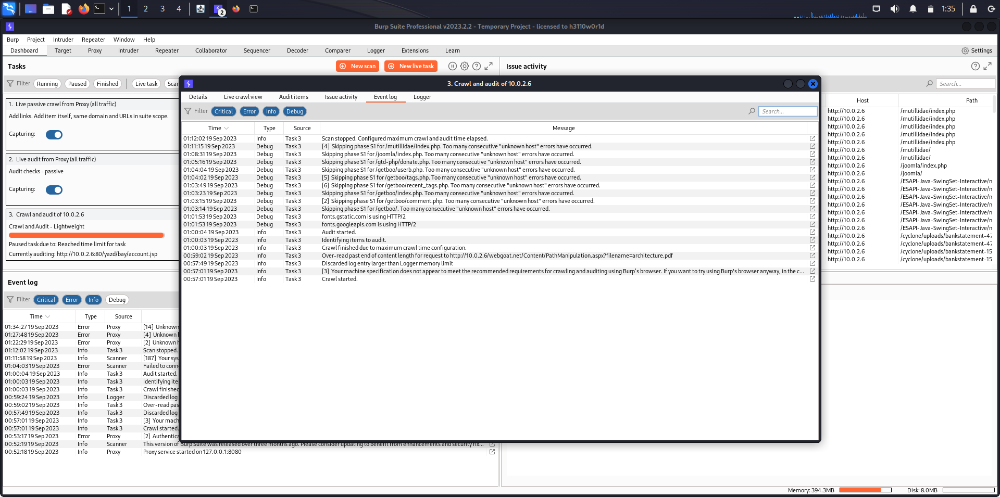 1 2 3 4 2 1:35
Burp Suite Professional v2023.2.2 - Temporary Project - licensed to h3110w0r1d
Burp Project Intruder Repeater Window Help
Dashboard Target Proxy Intruder Repeater Collaborator Sequencer Decoder Comparer Logger Extensions Learn Settings
Tasks New scan New live task
Filter Running Paused Finished Live task
1. Live passive crawl from Proxy (all traffic)
Add links. Add item itself, same domain and URLs in suite scope.
Capturing:
2. Live audit from Proxy (all traffic)
Audit checks - passive
Capturing:
3. Crawl and audit of 10.0.2.6
Crawl and Audit - Lightweight
Paused task due to: Reached time limit for task
Currently auditing: http://10.0.2.6:80/yazd/bay/account.jsp
Event log
Filter Critical Error Info Debug
Time Type Source
01:34:27 19 Sep 2023 Error Proxy [14] Unknown
01:27:48 19 Sep 2023 Error Proxy [4] Unknown
01:22:29 19 Sep 2023 Error Proxy [2] Unknown
01:12:02 19 Sep 2023 Info Task 3 Scan stopped.
01:11:58 19 Sep 2023 Info Scanner [187] Your sys
01:04:03 19 Sep 2023 Error Scanner Failed to conn
01:00:04 19 Sep 2023 Info Task 3 Audit started.
01:00:03 19 Sep 2023 Info Task 3 Identifying ite
01:00:03 19 Sep 2023 Info Task 3 Crawl finished
00:59:24 19 Sep 2023 Info Logger Discarded log
00:59:02 19 Sep 2023 Info Task 3 Over-read pas
00:57:49 19 Sep 2023 Info Task 3 Discarded log
00:57:01 19 Sep 2023 Info Task 3 [3] Your mach
00:57:01 19 Sep 2023 Info Task 3 Crawl started.
00:53:17 19 Sep 2023 Error Proxy [2] Authentica
00:52:19 19 Sep 2023 Info Scanner This version of Burp Suite was released over three months ago. Please consider updating to benefit from enhancements and security fix...
00:52:18 19 Sep 2023 Info Proxy Proxy service started on 127.0.0.1:8080
3. Crawl and audit of 10.0.2.6
Details Live crawl view Audit items Issue activity Event log Logger
Filter Critical Error Info Debug Search...
Time Type Source Message
01:12:02 19 Sep 2023 Info Task 3 Scan stopped. Configured maximum crawl and audit time elapsed.
01:11:15 19 Sep 2023 Debug Task 3 [4] Skipping phase S1 for /mutillidae/index.php. Too many consecutive "unknown host" errors have occurred.
01:08:31 19 Sep 2023 Debug Task 3 Skipping phase S1 for /joomla/index.php. Too many consecutive "unknown host" errors have occurred.
01:05:16 19 Sep 2023 Debug Task 3 Skipping phase S1 for /gtd-php/donate.php. Too many consecutive "unknown host" errors have occurred.
01:04:04 19 Sep 2023 Debug Task 3 Skipping phase S1 for /getboo/userb.php. Too many consecutive "unknown host" errors have occurred.
01:04:02 19 Sep 2023 Debug Task 3 [5] Skipping phase S1 for /getboo/tags.php. Too many consecutive "unknown host" errors have occurred.
01:03:49 19 Sep 2023 Debug Task 3 [6] Skipping phase S1 for /getboo/recent_tags.php. Too many consecutive "unknown host" errors have occurred.
01:03:23 19 Sep 2023 Debug Task 3 Skipping phase S1 for /getboo/index.php. Too many consecutive "unknown host" errors have occurred.
01:03:15 19 Sep 2023 Debug Task 3 [2] Skipping phase S1 for /getboo/comment.php. Too many consecutive "unknown host" errors have occurred.
01:03:14 19 Sep 2023 Debug Task 3 Skipping phase S1 for /getboo/. Too many consecutive "unknown host" errors have occurred.
01:01:53 19 Sep 2023 Debug Task 3 fonts.gstatic.com is using HTTP/2
01:01:53 19 Sep 2023 Debug Task 3 fonts.googleapis.com is using HTTP/2
01:00:04 19 Sep 2023 Info Task 3 Audit started.
01:00:03 19 Sep 2023 Info Task 3 Identifying items to audit.
01:00:03 19 Sep 2023 Info Task 3 Crawl finished due to maximum crawl time configuration.
00:59:02 19 Sep 2023 Info Task 3 Over-read past end of content length for request to http://10.0.2.6/webgoat.net/Content/PathManipulation.aspx?filename=architecture.pdf
00:57:49 19 Sep 2023 Info Task 3 Discarded log entry larger than Logger memory limit
00:57:01 19 Sep 2023 Info Task 3 [3] Your machine specification does not appear to meet the recommended requirements for crawling and auditing using Burp's browser. If you want to try using Burp's browser anyway, in the c...
00:57:01 19 Sep 2023 Info Task 3 Crawl started.
Issue activity
Search...
Host Path
http://10.0.2.6 /mutillidae/index.php
http://10.0.2.6 /mutillidae/index.php
http://10.0.2.6 /mutillidae/index.php
http://10.0.2.6 /mutillidae/index.php
http://10.0.2.6 /mutillidae/index.php
http://10.0.2.6 /mutillidae/
http://10.0.2.6 /mutillidae/
http://10.0.2.6 /joomla/index.php
http://10.0.2.6 /joomla/
http://10.0.2.6 /ESAPI-Java-SwingSet-Interactive/
http://10.0.2.6 /ESAPI-Java-SwingSet-Interactive/
http://10.0.2.6 /ESAPI-Java-SwingSet-Interactive/
http://10.0.2.6 /ESAPI-Java-SwingSet-Interactive/
http://10.0.2.6 /ESAPI-Java-SwingSet-Interactive/
http://10.0.2.6 /ESAPI-Java-SwingSet-Interactive/
http://10.0.2.6 /ESAPI-Java-SwingSet-Interactive/
http://10.0.2.6 /cyclone/uploads/bankstatement-47
http://10.0.2.6 /cyclone/uploads/bankstatement-47
http://10.0.2.6 /cyclone/uploads/bankstatement-15
http://10.0.2.6 /cyclone/uploads/bankstatement-15
Memory: 394.3MB Disk: 8.0MB